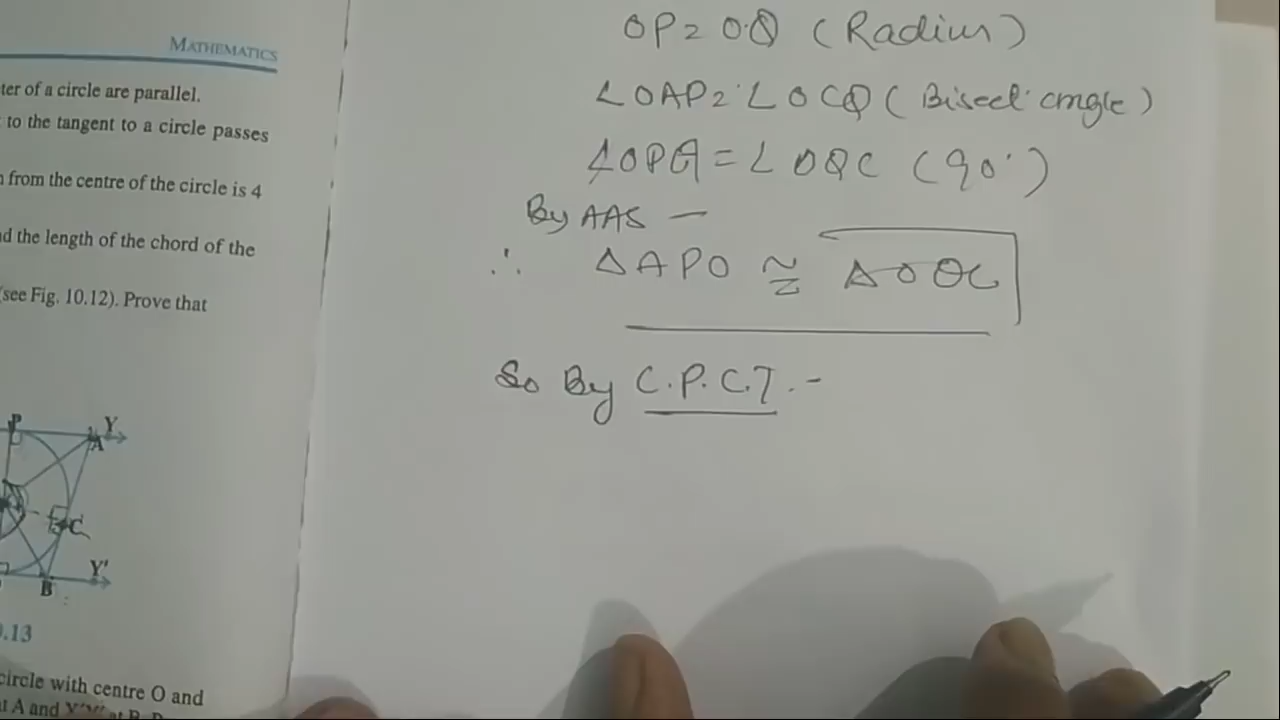 MATHEMATICS
ter of a circle are parallel.
to the tangent to a circle passes
from the centre of the circle is 4
d the length of the chord of the
(see Fig. 10.12). Prove that
P
Y
A
C
Y'
B
.13
circle with centre O and
at A and X'Y' at B. P
OP = OQ (Radius)
∠OAP = ∠OCQ (Bisect angle)
∠OPA = ∠OQC (90°)
By AAS —
∴ ΔAPO ≅ ΔOQC
So By C.P.C.T. -